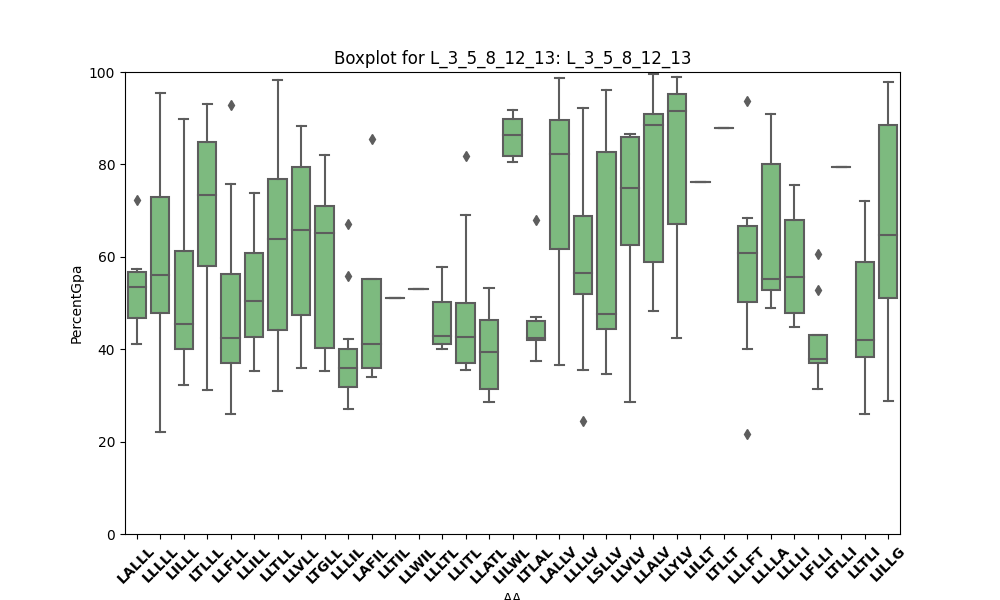 Boxplot for L_3_5_8_12_13: L_3_5_8_12_13
100
80
60
40
20
0
PercentGpa
LALLL
LLLLL
LILLL
LTLLL
LLFLL
LLILL
LLTLL
LLVLL
LTGLL
LLLIL
LAFIL
LLTIL
LLWIL
LLLTL
LLITL
LLATL
LILWL
LTLAL
LALLV
LLLLV
LSLLV
LLVLV
LLALV
LLYLV
LILLT
LTLLT
LLLFT
LLLLA
LLLLI
LFLLI
LTLLI
LLTLI
LILLG
AA